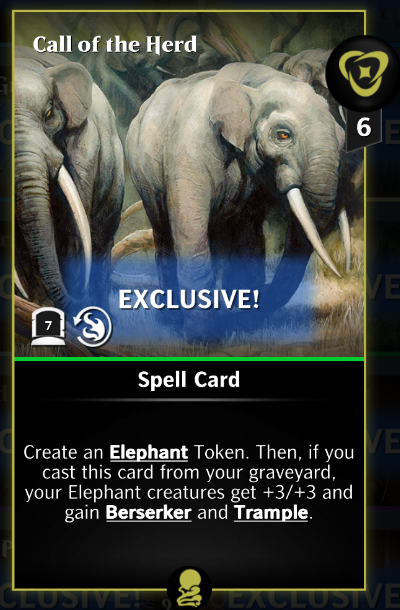 Call of the Herd
6
EXCLUSIVE!
7
Spell Card
Create an Elephant Token. Then, if you
cast this card from your graveyard,
your Elephant creatures get +3/+3 and
gain Berserker and Trample.